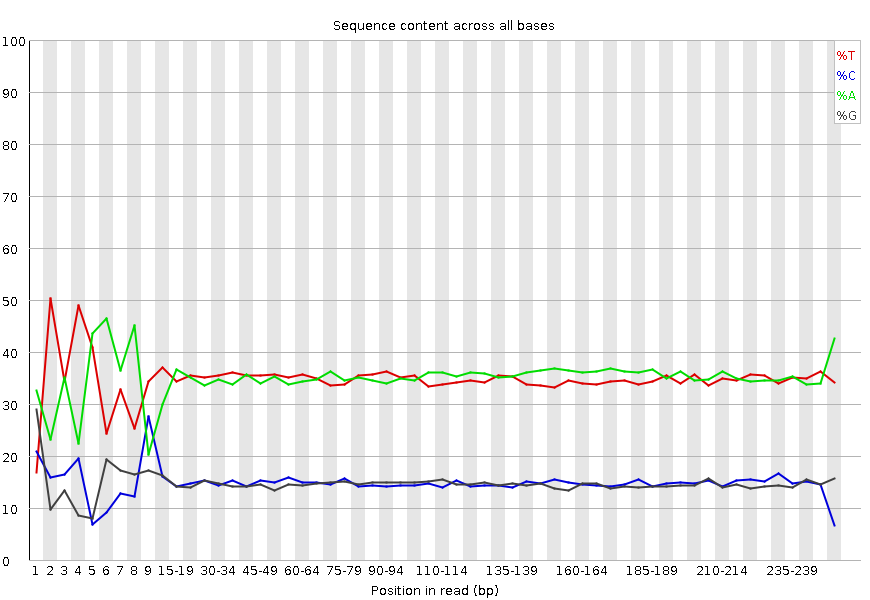 Sequence content across all bases
100
90
80
70
60
50
40
30
20
10
0
%T
%C
%A
%G
1 2 3 4 5 6 7 8 9 15-19 30-34 45-49 60-64 75-79 90-94 110-114 135-139 160-164 185-189 210-214 235-239
Position in read (bp)